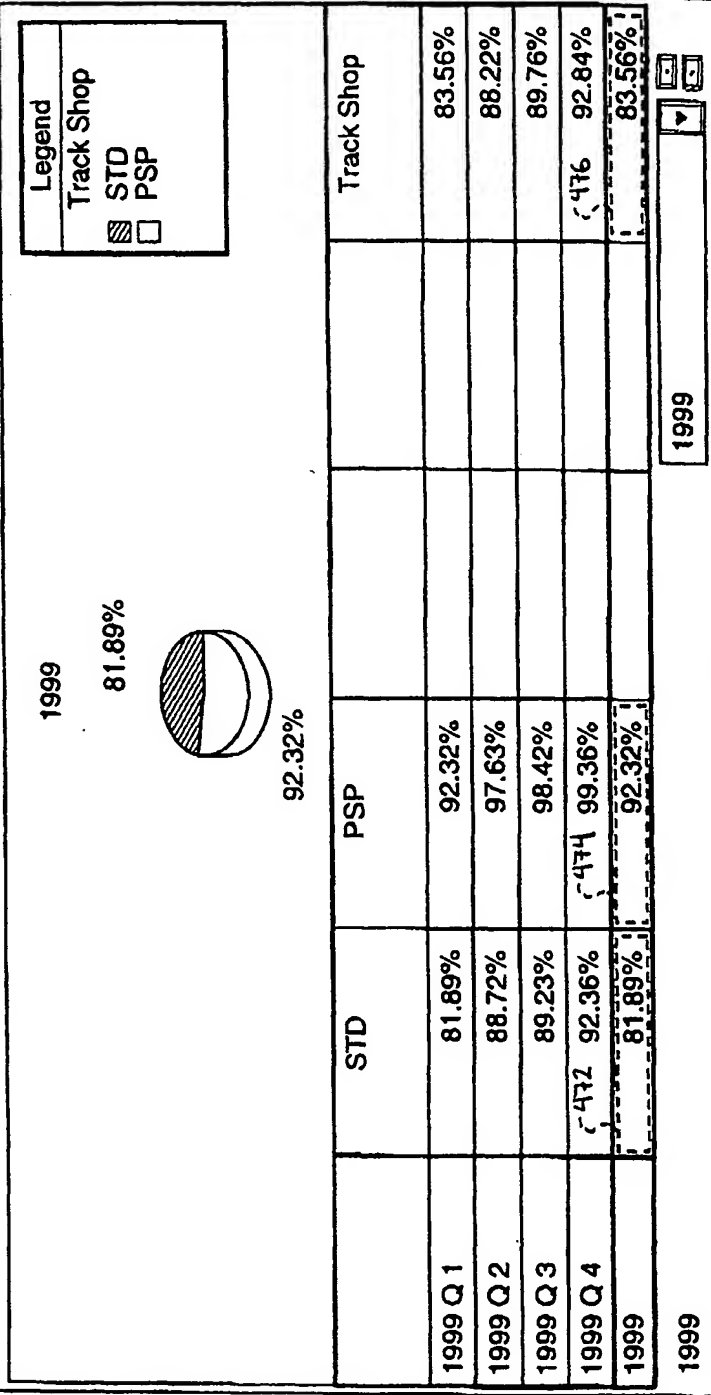 Legend
Track Shop
STD
PSP
1999
81.89%
92.32%
STD PSP Track Shop
1999 Q 1 81.89% 92.32% 83.56%
1999 Q 2 88.72% 97.63% 88.22%
1999 Q 3 89.23% 98.42% 89.76%
1999 Q 4 472 92.36% 474 99.36% 476 92.84%
1999 81.89% 92.32% 83.56%
1999 1999